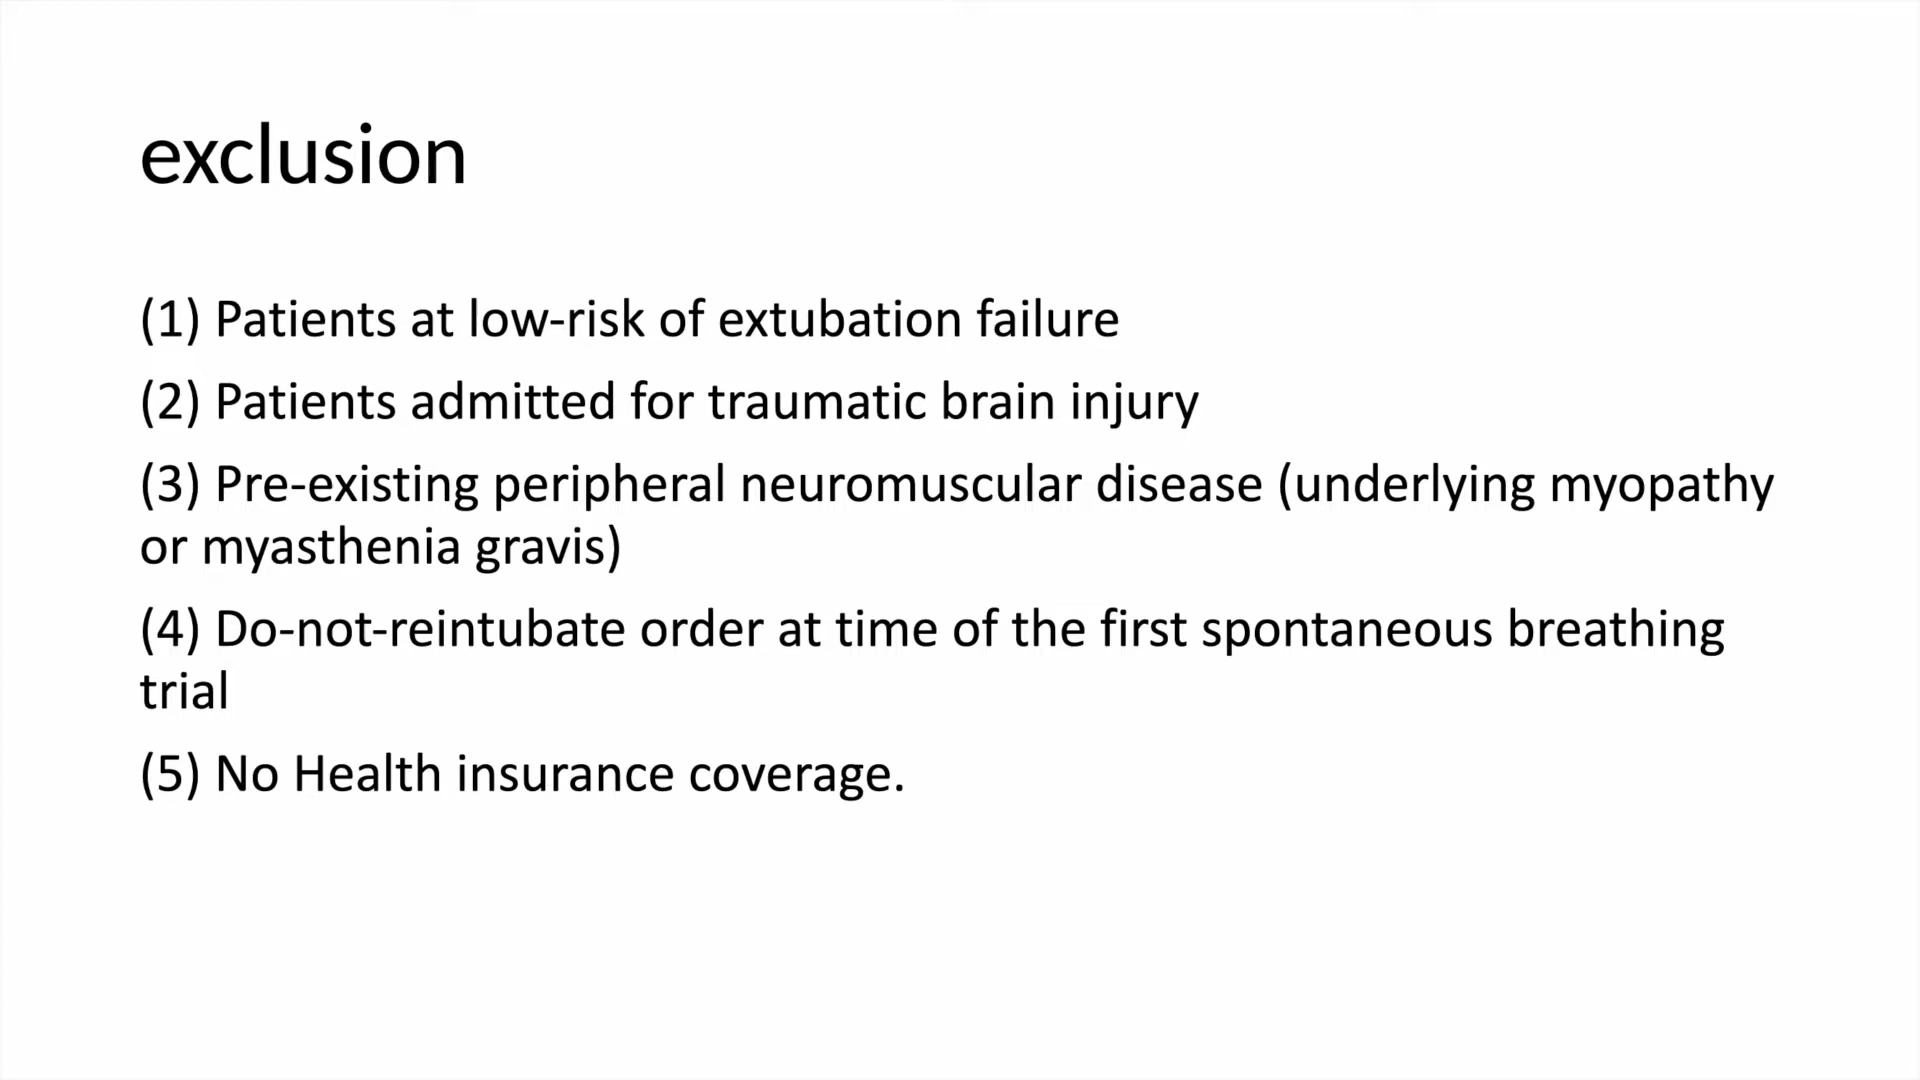 exclusion
(1) Patients at low-risk of extubation failure
(2) Patients admitted for traumatic brain injury
(3) Pre-existing peripheral neuromuscular disease (underlying myopathy
or myasthenia gravis)
(4) Do-not-reintubate order at time of the first spontaneous breathing
trial
(5) No Health insurance coverage.